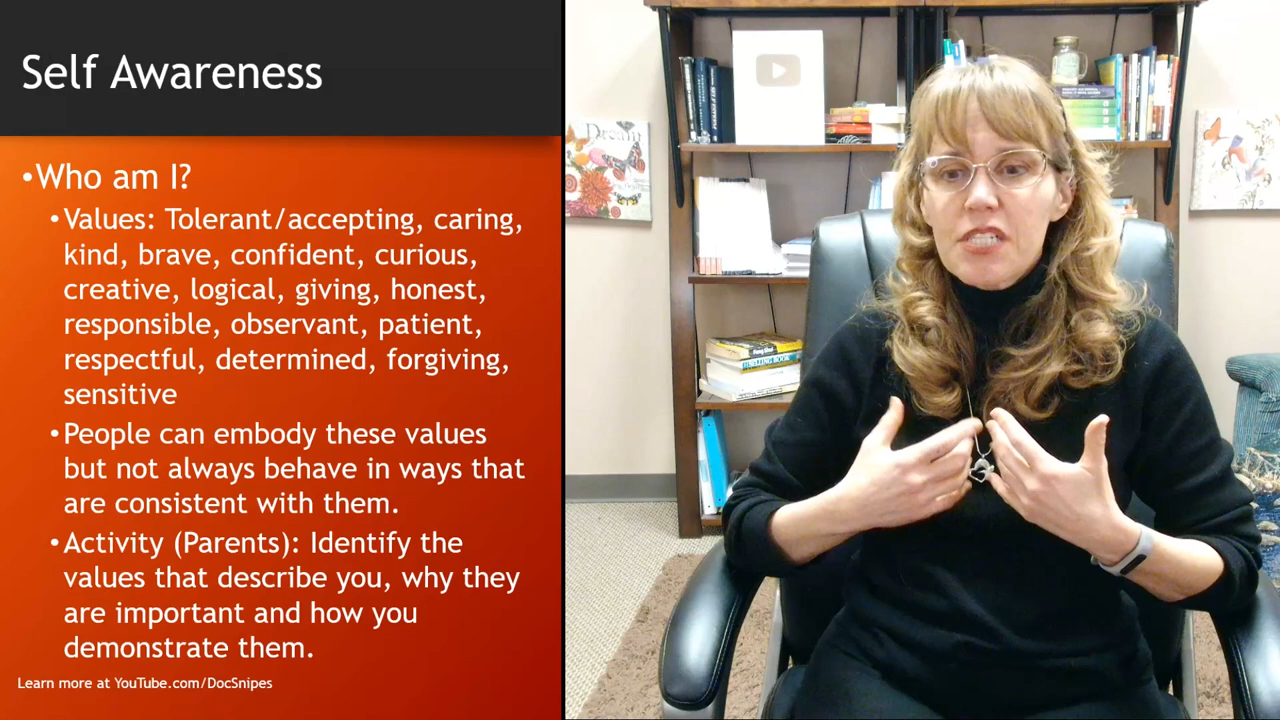 Self Awareness
•Who am I?
•Values: Tolerant/accepting, caring,
kind, brave, confident, curious,
creative, logical, giving, honest,
responsible, observant, patient,
respectful, determined, forgiving,
sensitive
•People can embody these values
but not always behave in ways that
are consistent with them.
•Activity (Parents): Identify the
values that describe you, why they
are important and how you
demonstrate them.
Learn more at YouTube.com/DocSnipes
Dream